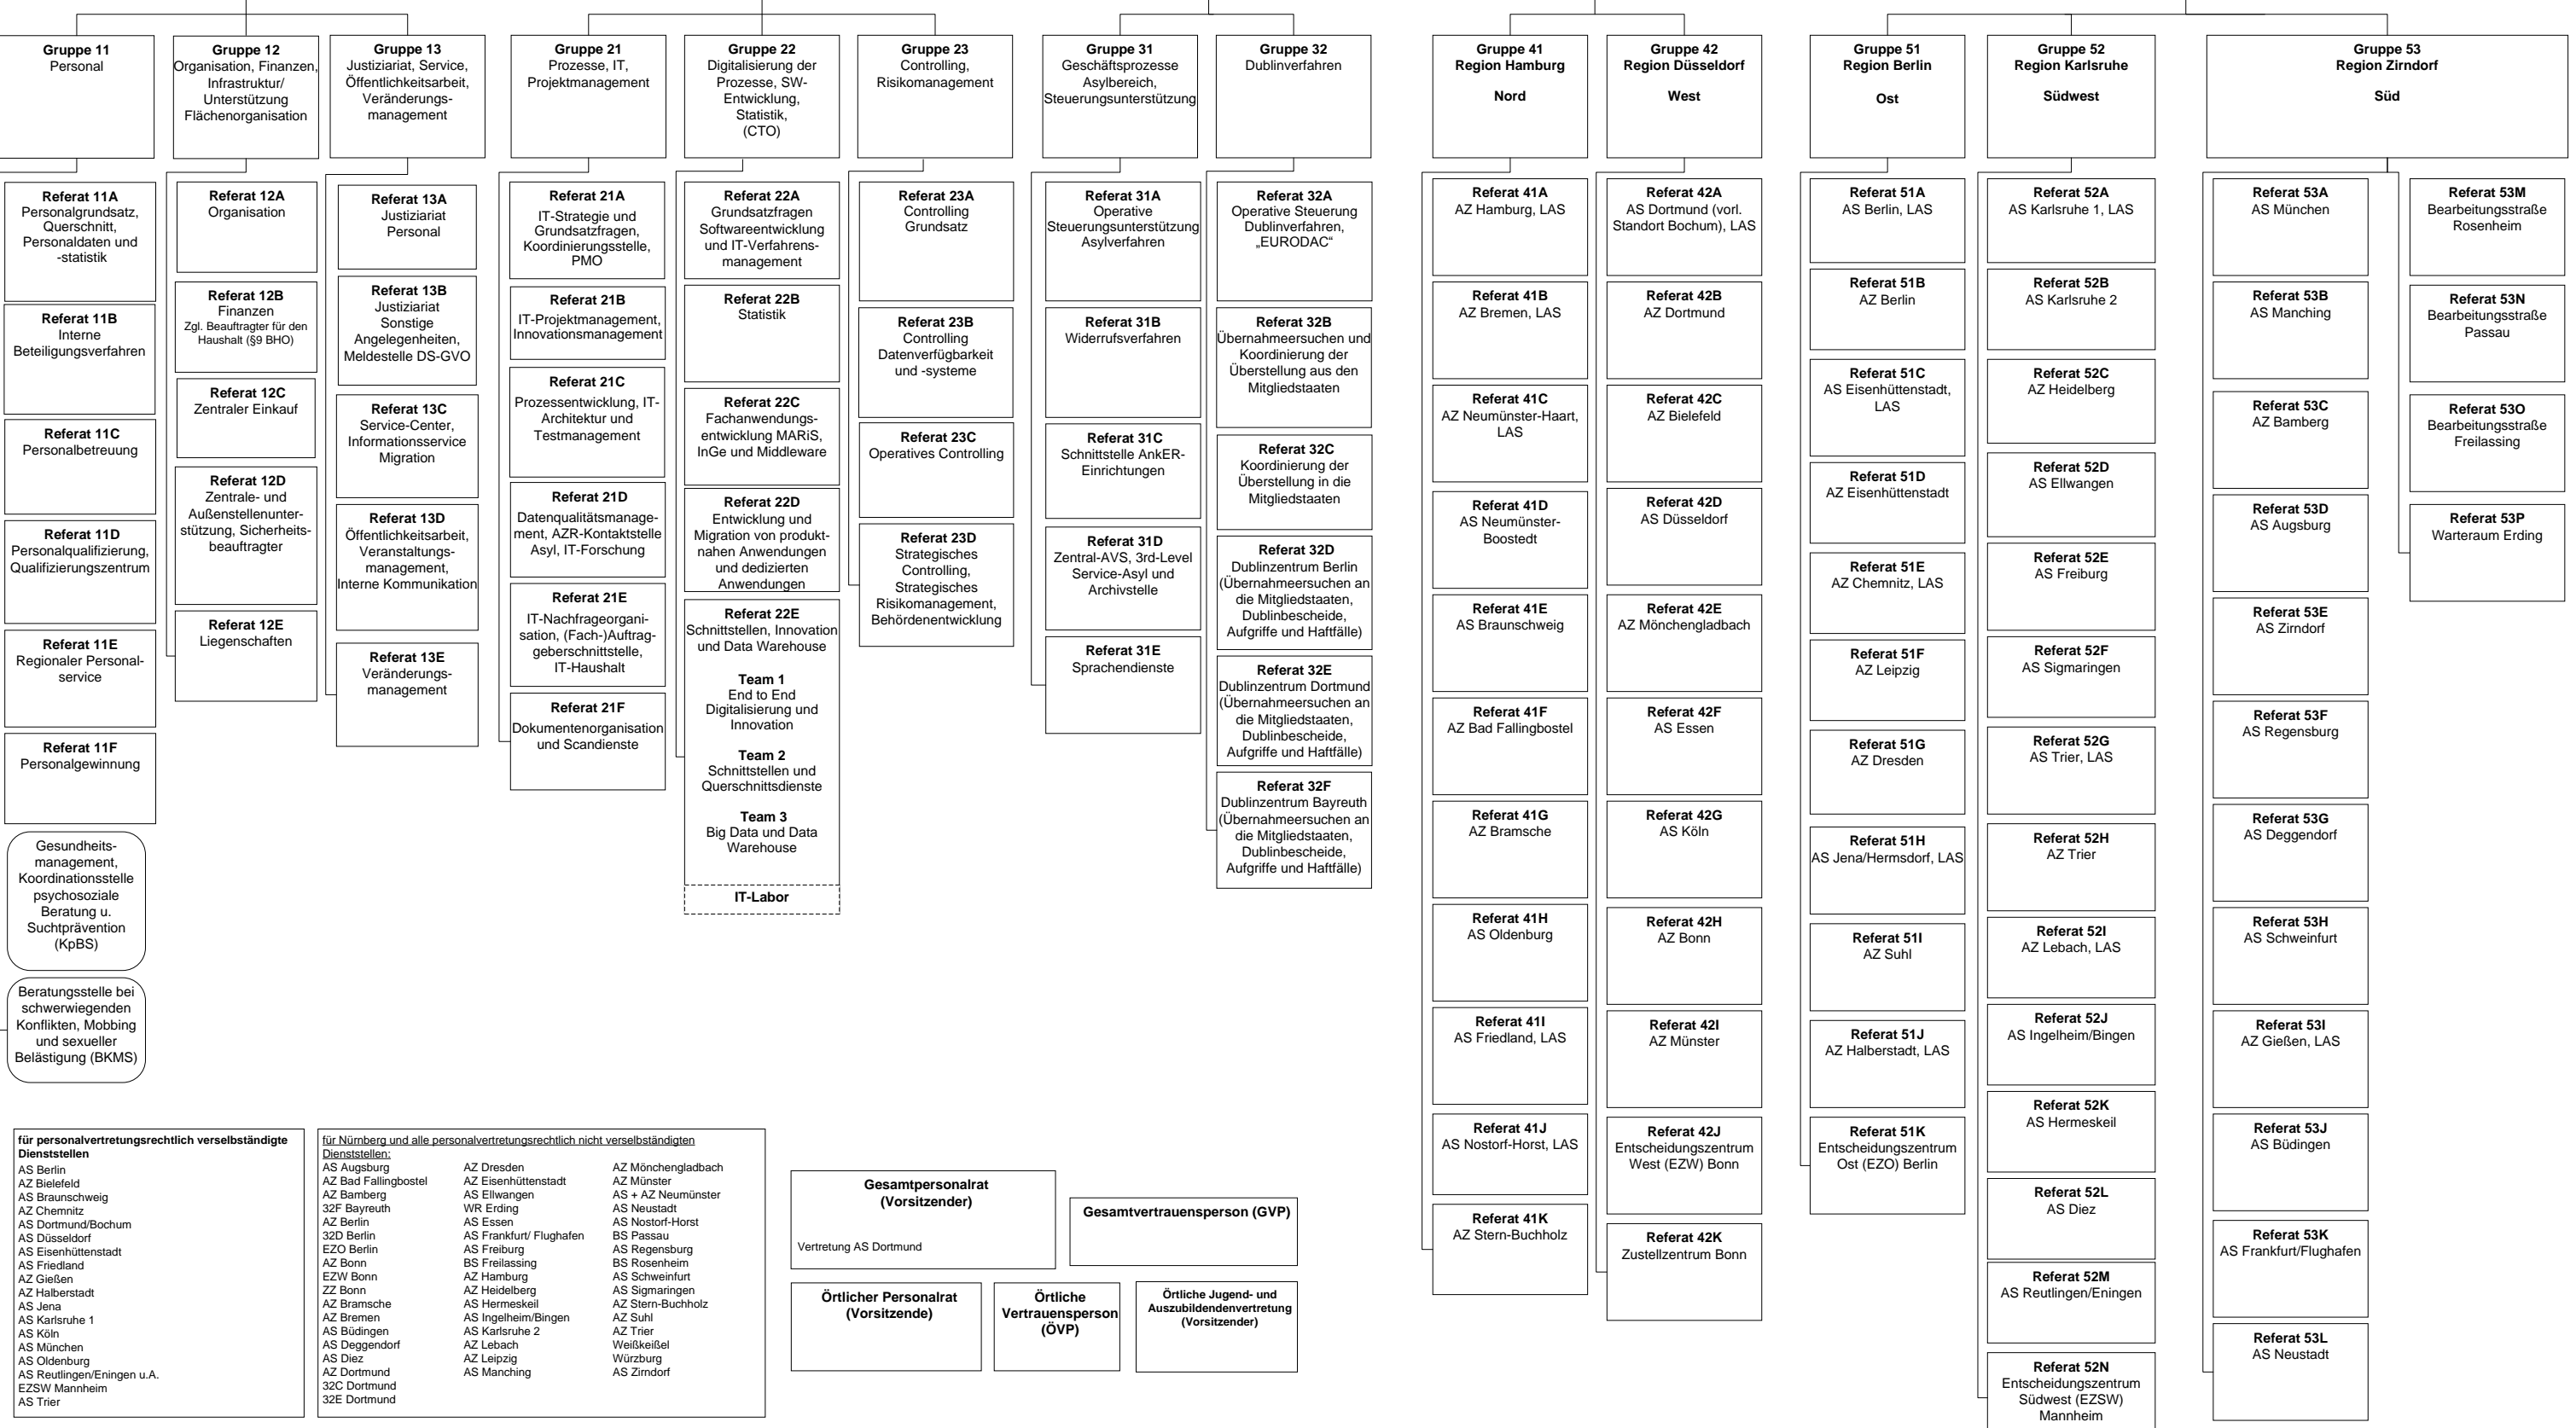 Gruppe 11
Personal
Gruppe 12
Organisation, Finanzen,
Infrastruktur/
Unterstützung
Flächenorganisation
Gruppe 13
Justiziariat, Service,
Öffentlichkeitsarbeit,
Veränderungs-
management
Gruppe 21
Prozesse, IT,
Projektmanagement
Gruppe 22
Digitalisierung der
Prozesse, SW-
Entwicklung,
Statistik,
(CTO)
Gruppe 23
Controlling,
Risikomanagement
Gruppe 31
Geschäftsprozesse
Asylbereich,
Steuerungsunterstützung
Gruppe 32
Dublinverfahren
Gruppe 41
Region Hamburg
Nord
Gruppe 42
Region Düsseldorf
West
Gruppe 51
Region Berlin
Ost
Gruppe 52
Region Karlsruhe
Südwest
Gruppe 53
Region Zirndorf
Süd
Referat 11A
Personalgrundsatz,
Querschnitt,
Personaldaten und
-statistik
Referat 11B
Interne
Beteiligungsverfahren
Referat 11C
Personalbetreuung
Referat 11D
Personalqualifizierung,
Qualifizierungszentrum
Referat 11E
Regionaler Personal-
service
Referat 11F
Personalgewinnung
Gesundheits-
management,
Koordinationsstelle
psychosoziale
Beratung u.
Suchtprävention
(KpBS)
Beratungsstelle bei
schwerwiegenden
Konflikten, Mobbing
und sexueller
Belästigung (BKMS)
Referat 12A
Organisation
Referat 12B
Finanzen
Zgl. Beauftragter für den
Haushalt (§9 BHO)
Referat 12C
Zentraler Einkauf
Referat 12D
Zentrale- und
Außenstellenunter-
stützung, Sicherheits-
beauftragter
Referat 12E
Liegenschaften
Referat 13A
Justiziariat
Personal
Referat 13B
Justiziariat
Sonstige
Angelegenheiten,
Meldestelle DS-GVO
Referat 13C
Service-Center,
Informationsservice
Migration
Referat 13D
Öffentlichkeitsarbeit,
Veranstaltungs-
management,
Interne Kommunikation
Referat 13E
Veränderungs-
management
Referat 21A
IT-Strategie und
Grundsatzfragen,
Koordinierungsstelle,
PMO
Referat 21B
IT-Projektmanagement,
Innovationsmanagement
Referat 21C
Prozessentwicklung, IT-
Architektur und
Testmanagement
Referat 21D
Datenqualitätsmanage-
ment, AZR-Kontaktstelle
Asyl, IT-Forschung
Referat 21E
IT-Nachfrageorgani-
sation, (Fach-)Auftrag-
geberschnittstelle,
IT-Haushalt
Referat 21F
Dokumentenorganisation
und Scandienste
Referat 22A
Grundsatzfragen
Softwareentwicklung
und IT-Verfahrens-
management
Referat 22B
Statistik
Referat 22C
Fachanwendungs-
entwicklung MARiS,
InGe und Middleware
Referat 22D
Entwicklung und
Migration von produkt-
nahen Anwendungen
und dedizierten
Anwendungen
Referat 22E
Schnittstellen, Innovation
und Data Warehouse
Team 1
End to End
Digitalisierung und
Innovation
Team 2
Schnittstellen und
Querschnittsdienste
Team 3
Big Data und Data
Warehouse
IT-Labor
Referat 23A
Controlling
Grundsatz
Referat 23B
Controlling
Datenverfügbarkeit
und -systeme
Referat 23C
Operatives Controlling
Referat 23D
Strategisches
Controlling,
Strategisches
Risikomanagement,
Behördenentwicklung
Referat 31A
Operative
Steuerungsunterstützung
Asylverfahren
Referat 31B
Widerrufsverfahren
Referat 31C
Schnittstelle AnkER-
Einrichtungen
Referat 31D
Zentral-AVS, 3rd-Level
Service-Asyl und
Archivstelle
Referat 31E
Sprachendienste
Referat 32A
Operative Steuerung
Dublinverfahren,
„EURODAC“
Referat 32B
Übernahmeersuchen und
Koordinierung der
Überstellung aus den
Mitgliedstaaten
Referat 32C
Koordinierung der
Überstellung in die
Mitgliedstaaten
Referat 32D
Dublinzentrum Berlin
(Übernahmeersuchen an
die Mitgliedstaaten,
Dublinbescheide,
Aufgriffe und Haftfälle)
Referat 32E
Dublinzentrum Dortmund
(Übernahmeersuchen an
die Mitgliedstaaten,
Dublinbescheide,
Aufgriffe und Haftfälle)
Referat 32F
Dublinzentrum Bayreuth
(Übernahmeersuchen an
die Mitgliedstaaten,
Dublinbescheide,
Aufgriffe und Haftfälle)
Referat 41A
AZ Hamburg, LAS
Referat 41B
AZ Bremen, LAS
Referat 41C
AZ Neumünster-Haart,
LAS
Referat 41D
AS Neumünster-
Boostedt
Referat 41E
AS Braunschweig
Referat 41F
AZ Bad Fallingbostel
Referat 41G
AZ Bramsche
Referat 41H
AS Oldenburg
Referat 41I
AS Friedland, LAS
Referat 41J
AS Nostorf-Horst, LAS
Referat 41K
AZ Stern-Buchholz
Referat 42A
AS Dortmund (vorl.
Standort Bochum), LAS
Referat 42B
AZ Dortmund
Referat 42C
AZ Bielefeld
Referat 42D
AS Düsseldorf
Referat 42E
AZ Mönchengladbach
Referat 42F
AS Essen
Referat 42G
AS Köln
Referat 42H
AZ Bonn
Referat 42I
AZ Münster
Referat 42J
Entscheidungszentrum
West (EZW) Bonn
Referat 42K
Zustellzentrum Bonn
Referat 51A
AS Berlin, LAS
Referat 51B
AZ Berlin
Referat 51C
AS Eisenhüttenstadt,
LAS
Referat 51D
AZ Eisenhüttenstadt
Referat 51E
AZ Chemnitz, LAS
Referat 51F
AZ Leipzig
Referat 51G
AZ Dresden
Referat 51H
AS Jena/Hermsdorf, LAS
Referat 51I
AZ Suhl
Referat 51J
AZ Halberstadt, LAS
Referat 51K
Entscheidungszentrum
Ost (EZO) Berlin
Referat 52A
AS Karlsruhe 1, LAS
Referat 52B
AS Karlsruhe 2
Referat 52C
AZ Heidelberg
Referat 52D
AS Ellwangen
Referat 52E
AS Freiburg
Referat 52F
AS Sigmaringen
Referat 52G
AS Trier, LAS
Referat 52H
AZ Trier
Referat 52I
AZ Lebach, LAS
Referat 52J
AS Ingelheim/Bingen
Referat 52K
AS Hermeskeil
Referat 52L
AS Diez
Referat 52M
AS Reutlingen/Eningen
Referat 52N
Entscheidungszentrum
Südwest (EZSW)
Mannheim
Referat 53A
AS München
Referat 53B
AS Manching
Referat 53C
AZ Bamberg
Referat 53D
AS Augsburg
Referat 53E
AS Zirndorf
Referat 53F
AS Regensburg
Referat 53G
AS Deggendorf
Referat 53H
AS Schweinfurt
Referat 53I
AZ Gießen, LAS
Referat 53J
AS Büdingen
Referat 53K
AS Frankfurt/Flughafen
Referat 53L
AS Neustadt
Referat 53M
Bearbeitungsstraße
Rosenheim
Referat 53N
Bearbeitungsstraße
Passau
Referat 53O
Bearbeitungsstraße
Freilassing
Referat 53P
Warteraum Erding
für personalvertretungsrechtlich verselbständigte
Dienststellen
AS Berlin
AZ Bielefeld
AS Braunschweig
AZ Chemnitz
AS Dortmund/Bochum
AS Düsseldorf
AS Eisenhüttenstadt
AS Friedland
AZ Gießen
AZ Halberstadt
AS Jena
AS Karlsruhe 1
AS Köln
AS München
AS Oldenburg
AS Reutlingen/Eningen u.A.
EZSW Mannheim
AS Trier
für Nürnberg und alle personalvertretungsrechtlich nicht verselbständigten
Dienststellen:
AS Augsburg
AZ Bad Fallingbostel
AZ Bamberg
32F Bayreuth
AZ Berlin
32D Berlin
EZO Berlin
AZ Bonn
EZW Bonn
ZZ Bonn
AZ Bramsche
AZ Bremen
AS Büdingen
AS Deggendorf
AS Diez
AZ Dortmund
32C Dortmund
32E Dortmund
AZ Dresden
AZ Eisenhüttenstadt
AS Ellwangen
WR Erding
AS Essen
AS Frankfurt/ Flughafen
AS Freiburg
BS Freilassing
AZ Hamburg
AZ Heidelberg
AS Hermeskeil
AS Ingelheim/Bingen
AS Karlsruhe 2
AZ Lebach
AZ Leipzig
AS Manching
AZ Mönchengladbach
AZ Münster
AS + AZ Neumünster
AS Neustadt
AS Nostorf-Horst
BS Passau
AS Regensburg
BS Rosenheim
AS Schweinfurt
AS Sigmaringen
AZ Stern-Buchholz
AZ Suhl
AZ Trier
Weißkeißel
Würzburg
AS Zirndorf
Gesamtpersonalrat
(Vorsitzender)
Vertretung AS Dortmund
Gesamtvertrauensperson (GVP)
Örtlicher Personalrat
(Vorsitzende)
Örtliche
Vertrauensperson
(ÖVP)
Örtliche Jugend- und
Auszubildendenvertretung
(Vorsitzender)